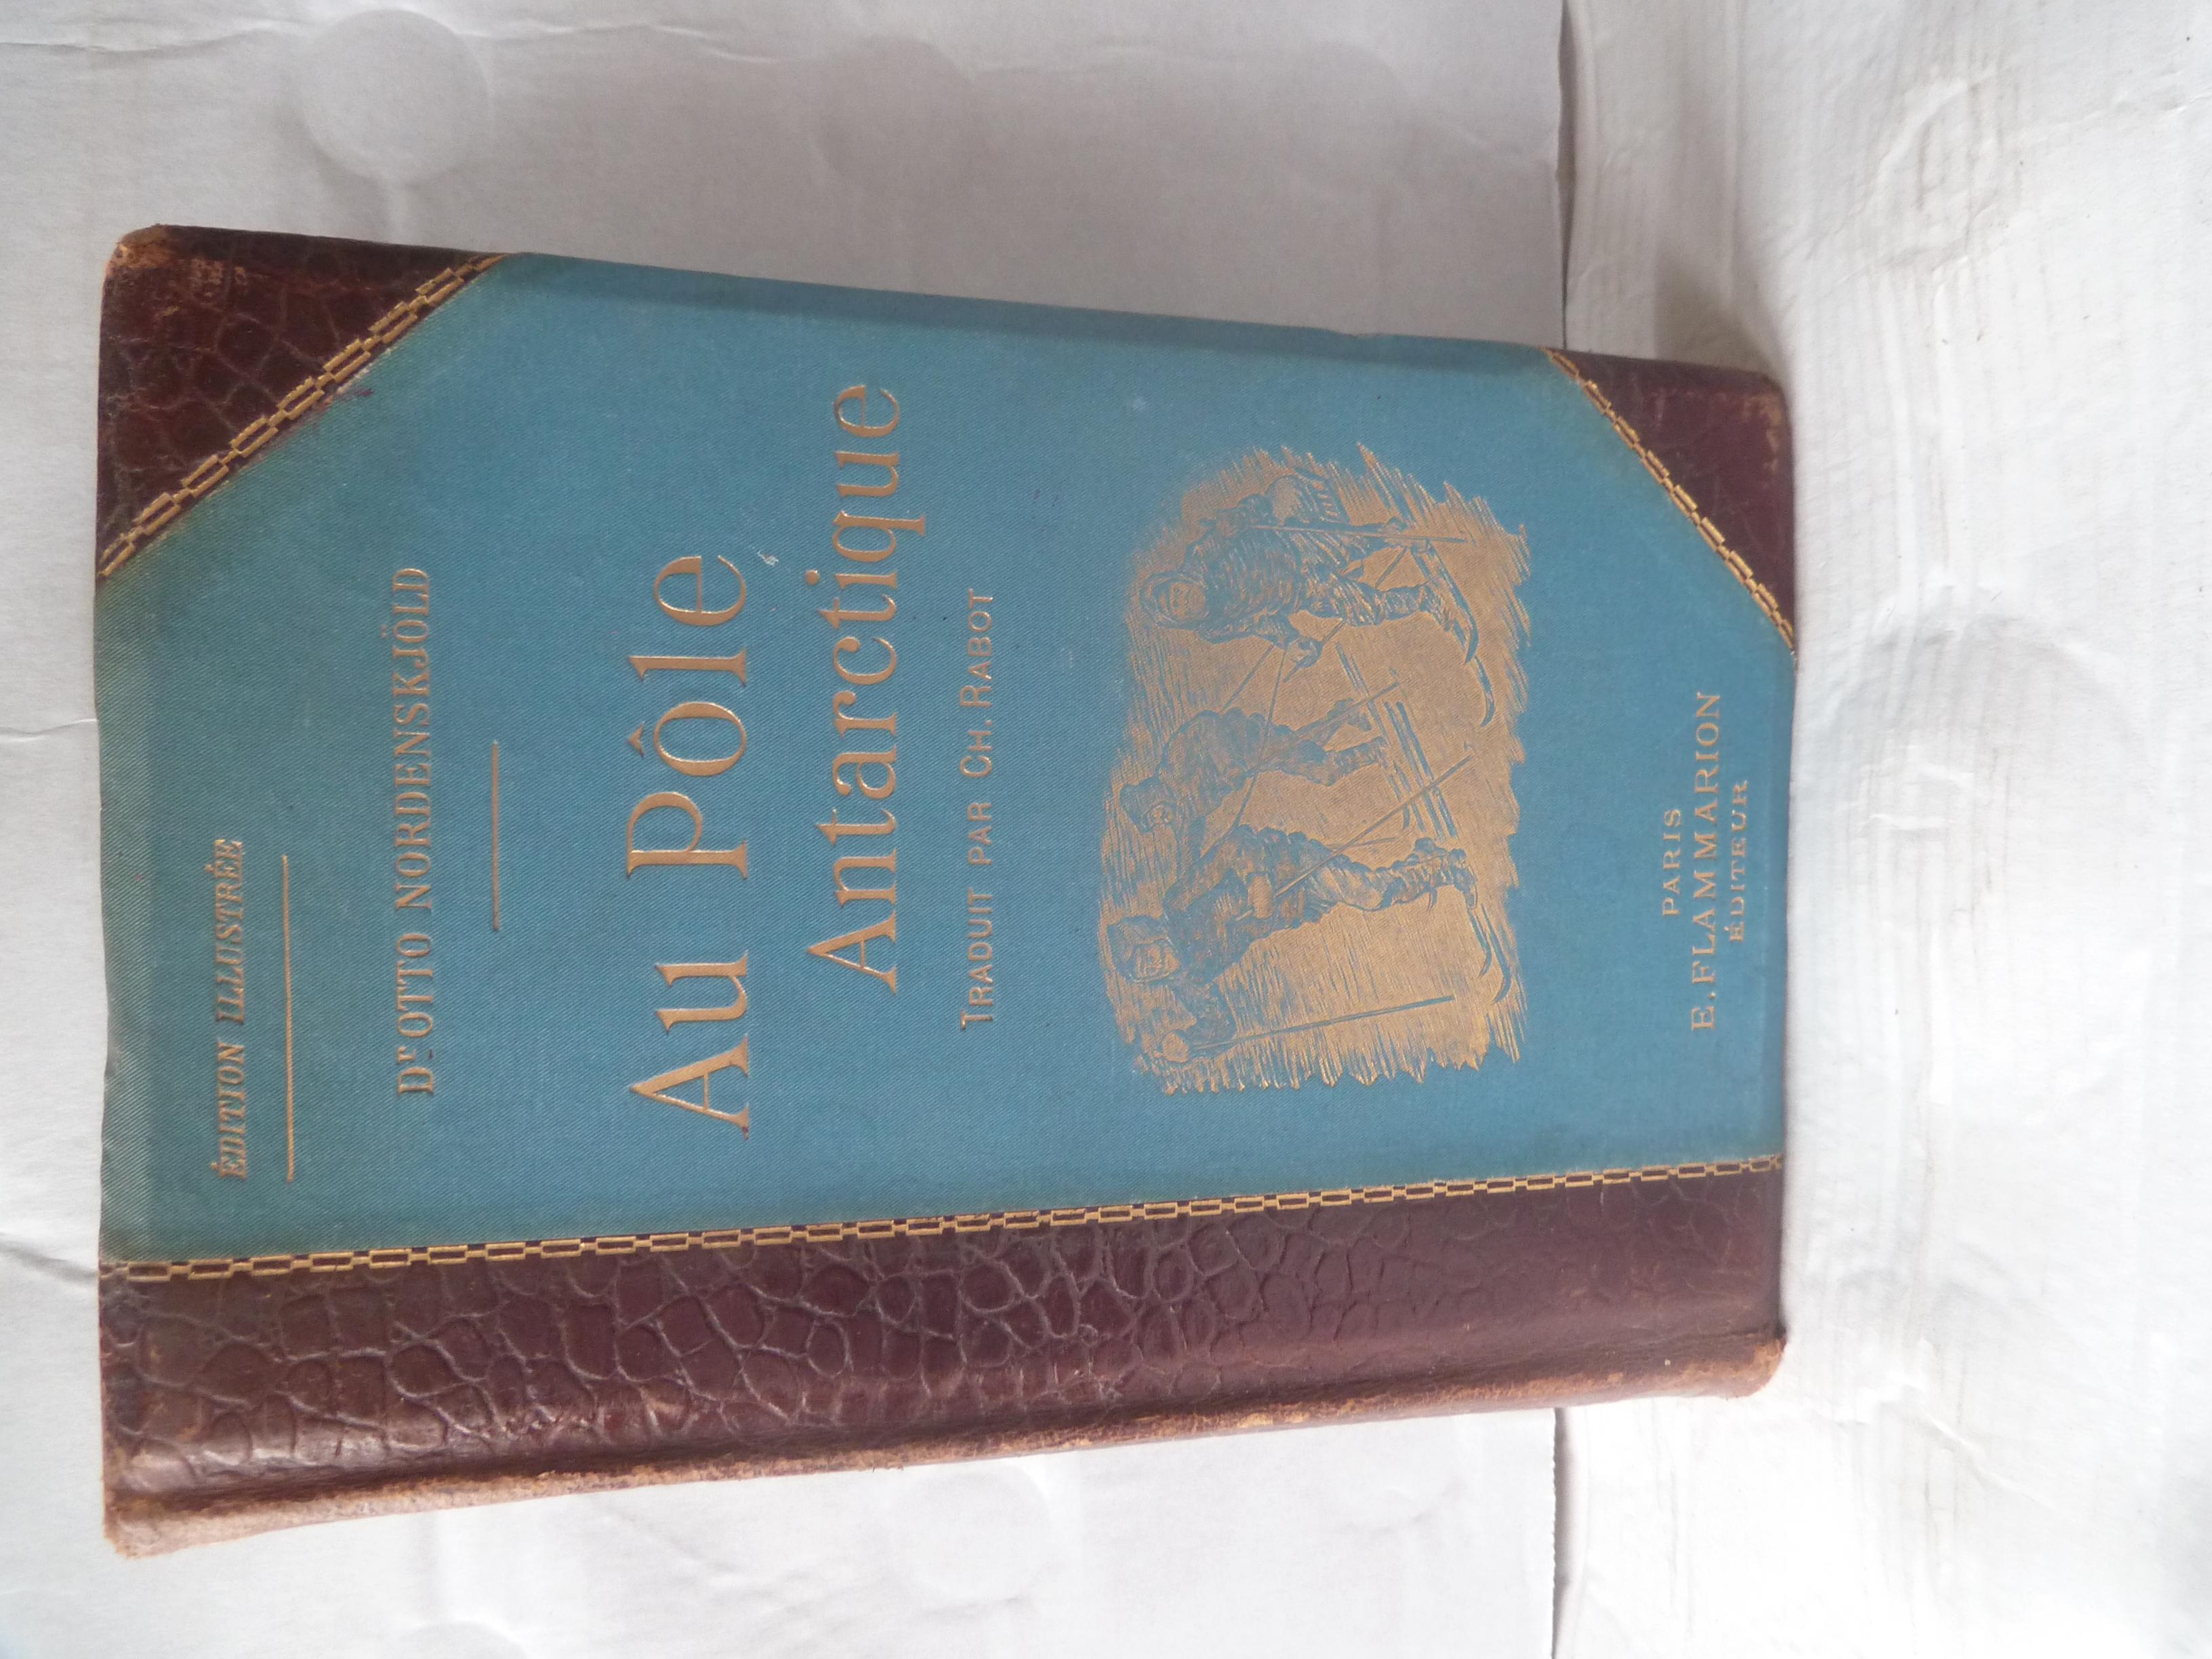 ÉDITION ILLUSTRÉE
Dr OTTO NORDENSKJÖLD
Au Pôle
Antarctique
TRADUIT PAR CH. RABOT
PARIS
E. FLAMMARION
ÉDITEUR